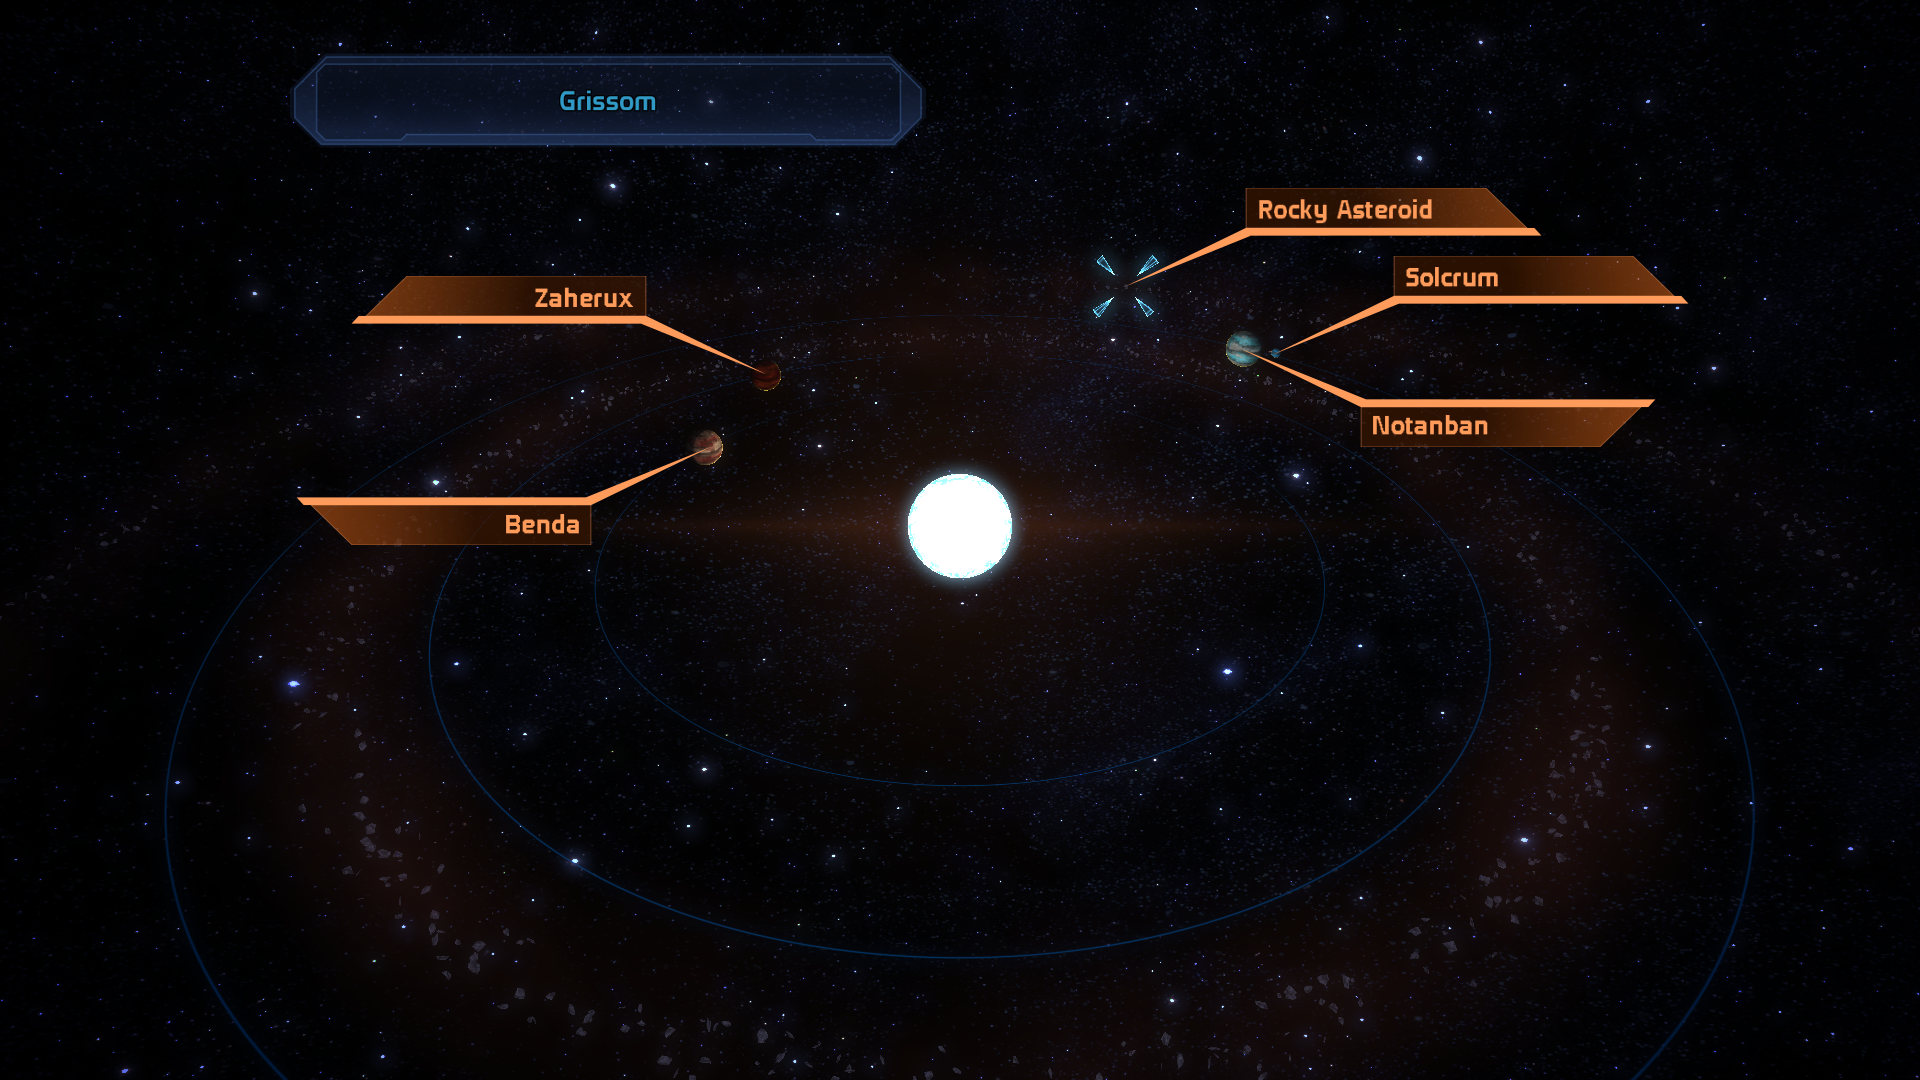 Grissom
Rocky Asteroid
Solcrum
Zaherux
Notanban
Benda